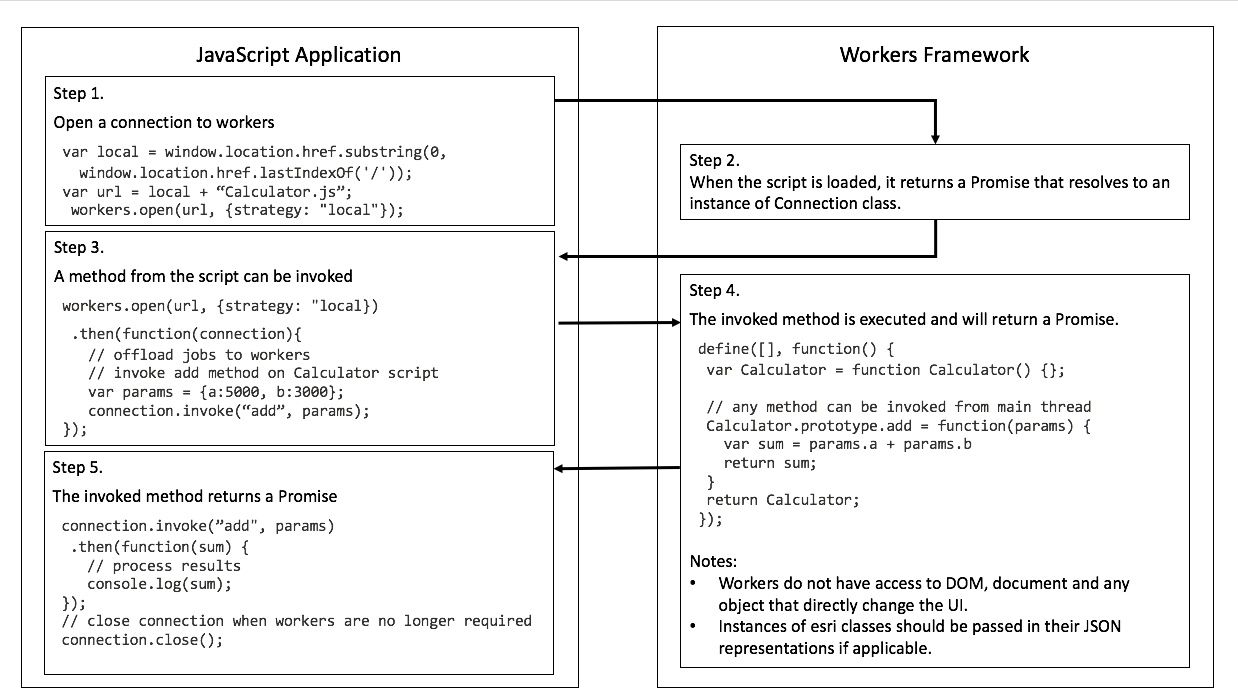 JavaScript Application
Step 1.
Open a connection to workers
var local = window.location.href.substring(0,
window.location.href.lastIndexOf('/'));
var url = local + “Calculator.js”;
workers.open(url, {strategy: "local"});
Step 3.
A method from the script can be invoked
workers.open(url, {strategy: "local})
.then(function(connection){
// offload jobs to workers
// invoke add method on Calculator script
var params = {a:5000, b:3000};
connection.invoke(“add”, params);
});
Step 5.
The invoked method returns a Promise
connection.invoke(”add", params)
.then(function(sum) {
// process results
console.log(sum);
});
// close connection when workers are no longer required
connection.close();
Workers Framework
Step 2.
When the script is loaded, it returns a Promise that resolves to an
instance of Connection class.
Step 4.
The invoked method is executed and will return a Promise.
define([], function() {
var Calculator = function Calculator() {};
// any method can be invoked from main thread
Calculator.prototype.add = function(params) {
var sum = params.a + params.b
return sum;
}
return Calculator;
});
Notes:
• Workers do not have access to DOM, document and any
object that directly change the UI.
• Instances of esri classes should be passed in their JSON
representations if applicable.